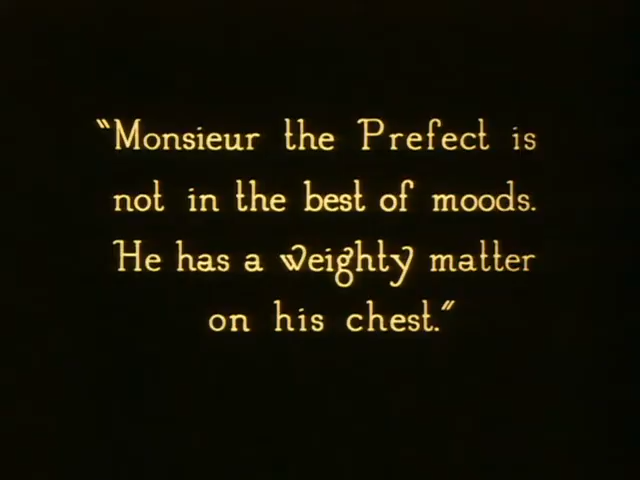 "Monsieur the Prefect is
not in the best of moods.
He has a weighty matter
on his chest."